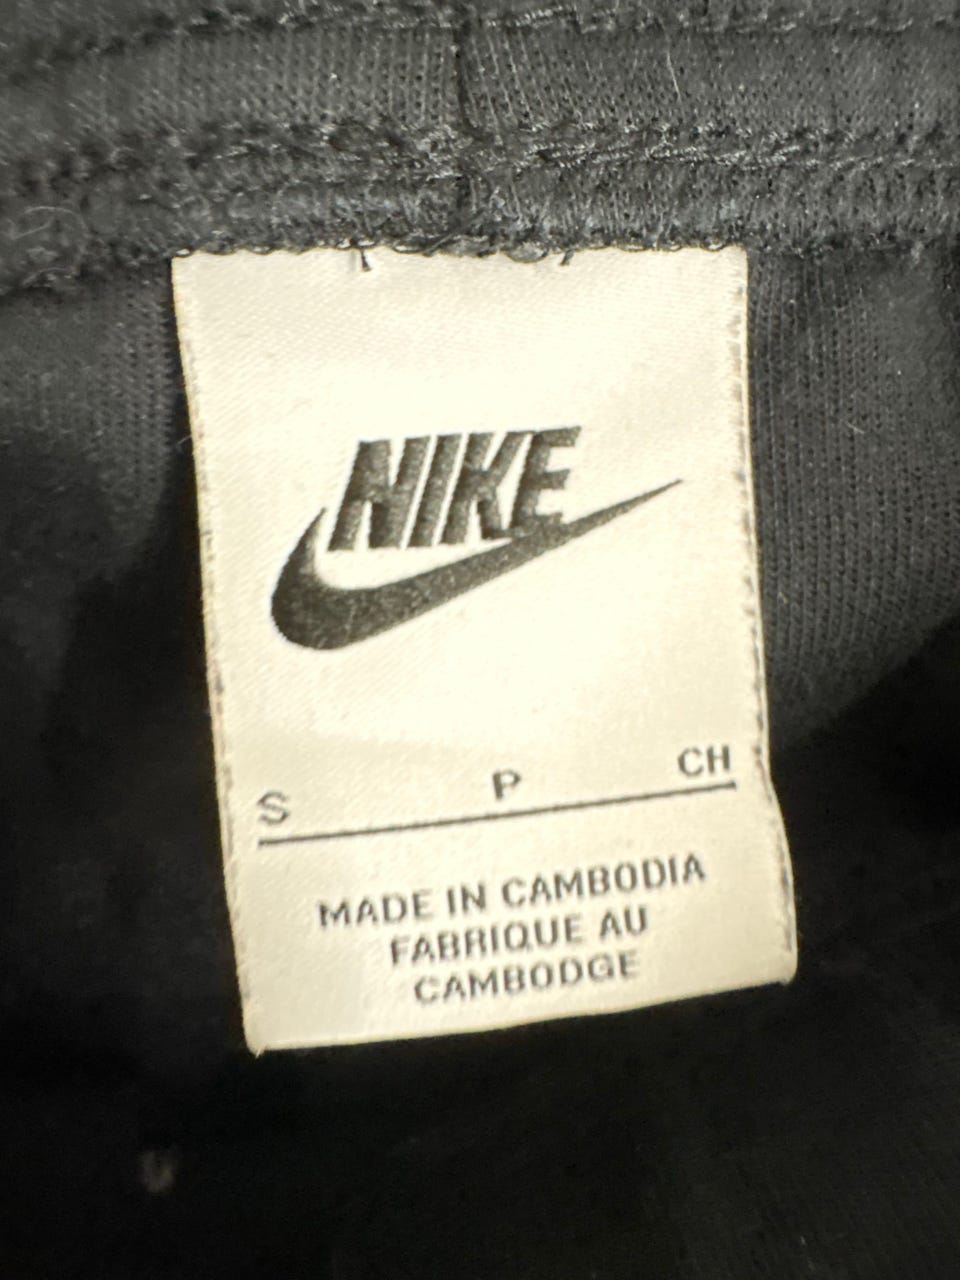 NIKE
S P CH
MADE IN CAMBODIA
FABRIQUE AU
CAMBODGE